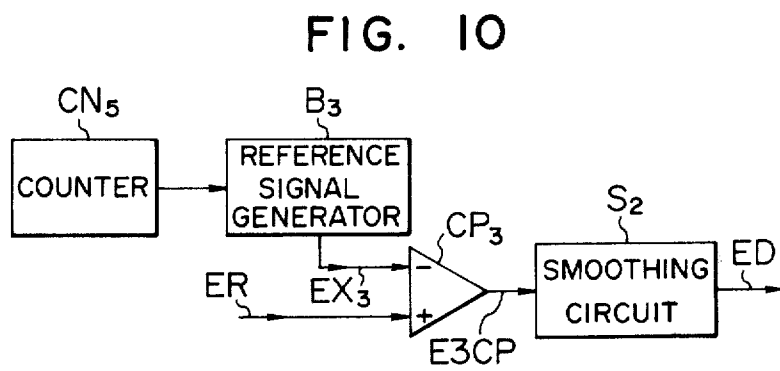 FIG. 10
CN5
B3
COUNTER
REFERENCE
SIGNAL
GENERATOR
CP3
S2
ER
EX3
-
+
E3CP
SMOOTHING
CIRCUIT
ED